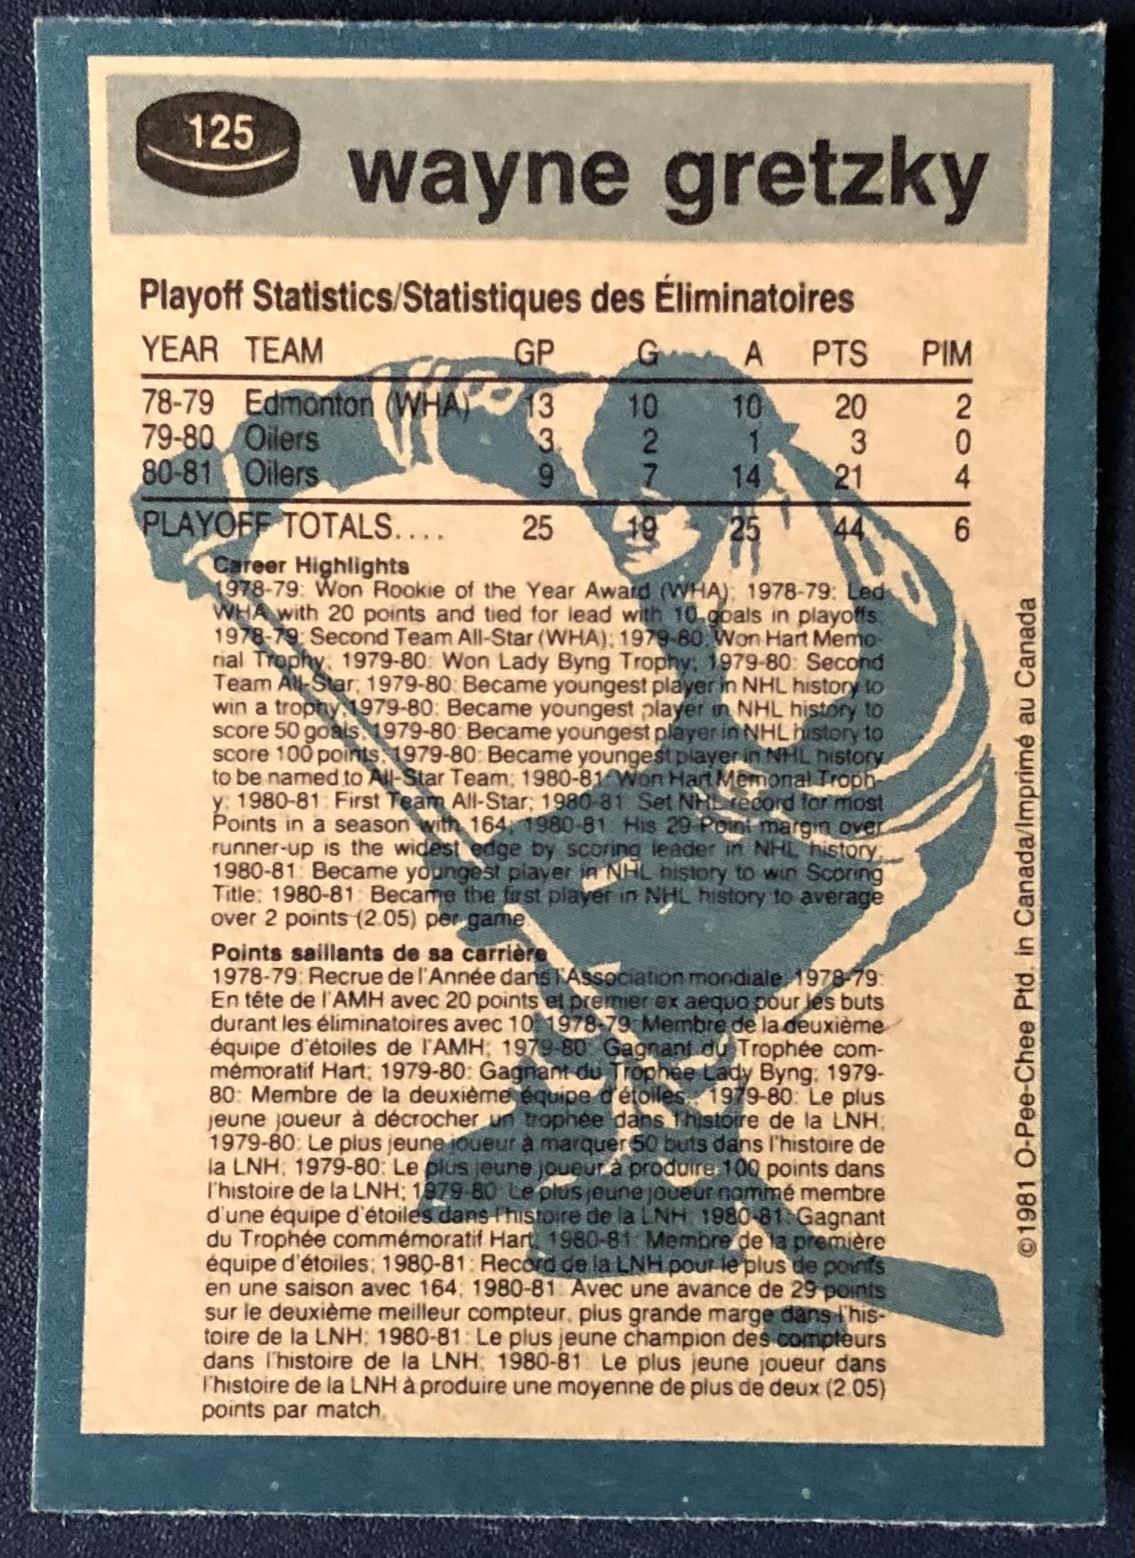 125
wayne gretzky
Playoff Statistics/Statistiques des Éliminatoires
YEAR TEAM GP G A PTS PIM
78-79 Edmonton (WHA) 13 10 10 20 2
79-80 Oilers 3 2 1 3 0
80-81 Oilers 9 7 14 21 4
PLAYOFF TOTALS.... 25 19 25 44 6
Career Highlights
1978-79: Won Rookie of the Year Award (WHA); 1978-79: Led
WHA with 20 points and tied for lead with 10 goals in playoffs;
1978-79: Second Team All-Star (WHA); 1979-80: Won Hart Memo-
rial Trophy; 1979-80: Won Lady Byng Trophy; 1979-80: Second
Team All-Star; 1979-80: Became youngest player in NHL history to
win a trophy; 1979-80: Became youngest player in NHL history to
score 50 goals; 1979-80: Became youngest player in NHL history to
score 100 points; 1979-80: Became youngest player in NHL history
to be named to All-Star Team; 1980-81: Won Hart Memorial Troph-
y; 1980-81: First Team All-Star; 1980-81: Set NHL record for most
Points in a season with 164; 1980-81: His 29 Point margin over
runner-up is the widest edge by scoring leader in NHL history;
1980-81: Became youngest player in NHL history to win Scoring
Title; 1980-81: Became the first player in NHL history to average
over 2 points (2.05) per game.
Points saillants de sa carrière
1978-79: Recrue de l'Année dans l'Association mondiale; 1978-79:
En tête de l'AMH avec 20 points et premier ex aequo pour les buts
durant les éliminatoires avec 10; 1978-79: Membre de la deuxième
équipe d'étoiles de l'AMH; 1979-80: Gagnant du Trophée com-
mémoratif Hart; 1979-80: Gagnant du Trophée Lady Byng; 1979-
80: Membre de la deuxième équipe d'étoiles; 1979-80: Le plus
jeune joueur à décrocher un trophée dans l'histoire de la LNH;
1979-80: Le plus jeune joueur à marquer 50 buts dans l'histoire de
la LNH; 1979-80: Le plus jeune joueur à produire 100 points dans
l'histoire de la LNH; 1979-80: Le plus jeune joueur nommé membre
d'une équipe d'étoiles dans l'histoire de la LNH; 1980-81: Gagnant
du Trophée commémoratif Hart; 1980-81: Membre de la première
équipe d'étoiles; 1980-81: Record de la LNH pour le plus de points
en une saison avec 164; 1980-81: Avec une avance de 29 points
sur le deuxième meilleur compteur, plus grande marge dans l'his-
toire de la LNH; 1980-81: Le plus jeune champion des compteurs
dans l'histoire de la LNH; 1980-81: Le plus jeune joueur dans
l'histoire de la LNH à produire une moyenne de plus de deux (2.05)
points par match.
©1981 O-Pee-Chee Ptd. in Canada/Imprimé au Canada